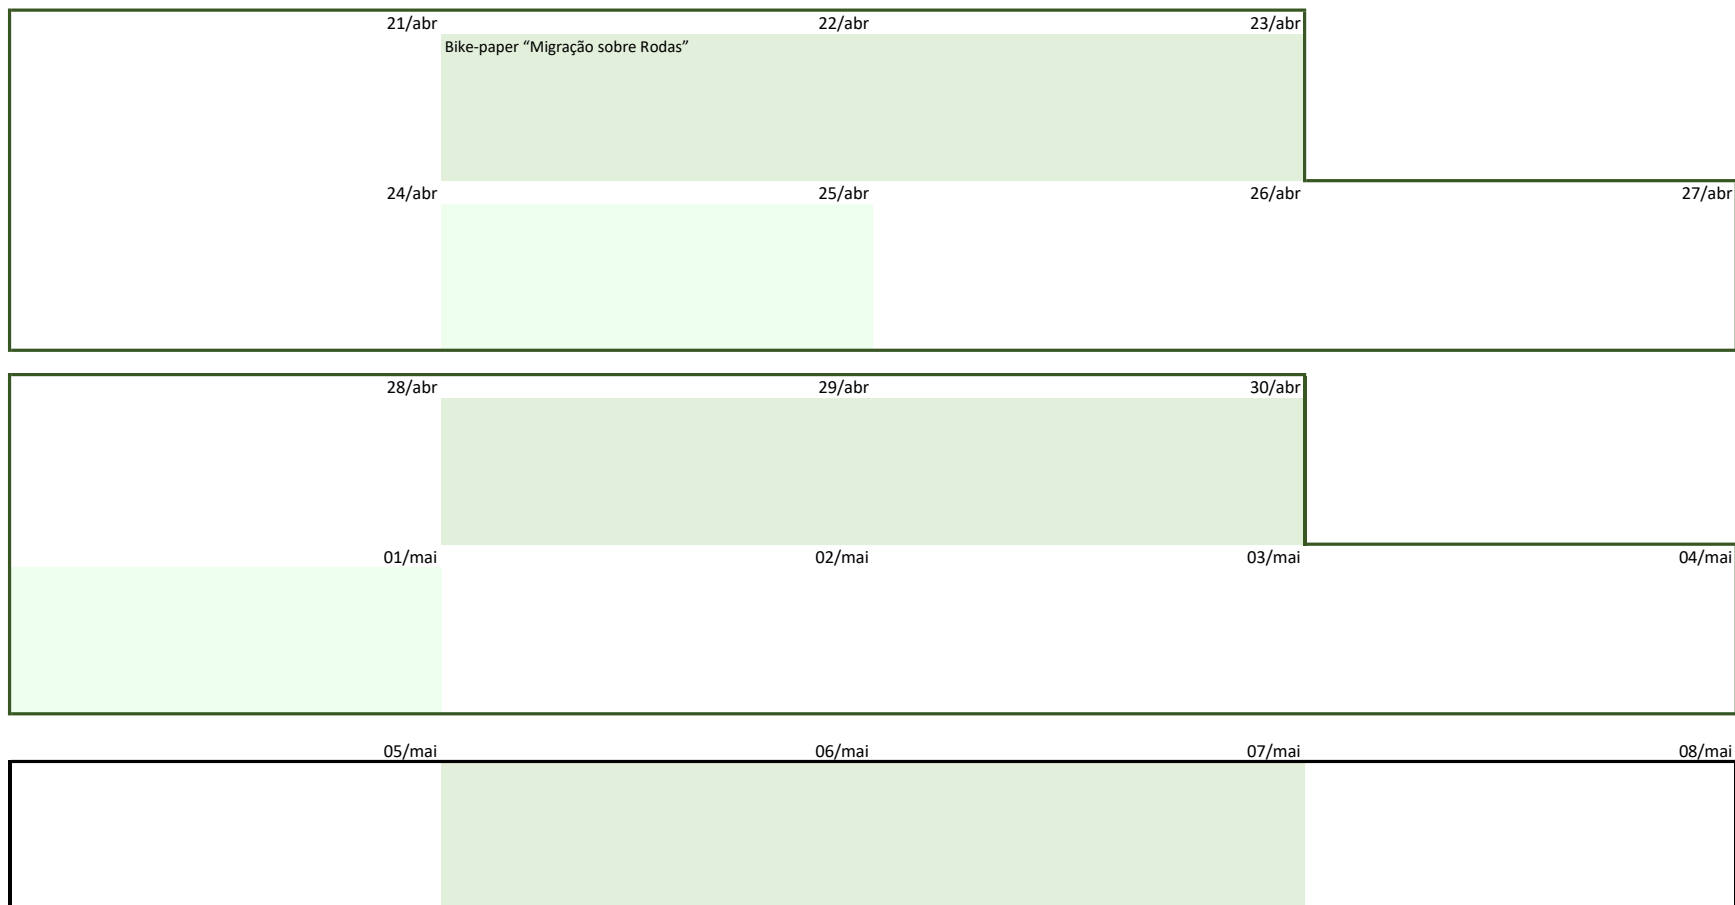 21/abr 22/abr 23/abr
Bike-paper “Migração sobre Rodas”
24/abr 25/abr 26/abr 27/abr
28/abr 29/abr 30/abr
01/mai 02/mai 03/mai 04/mai
05/mai 06/mai 07/mai 08/mai